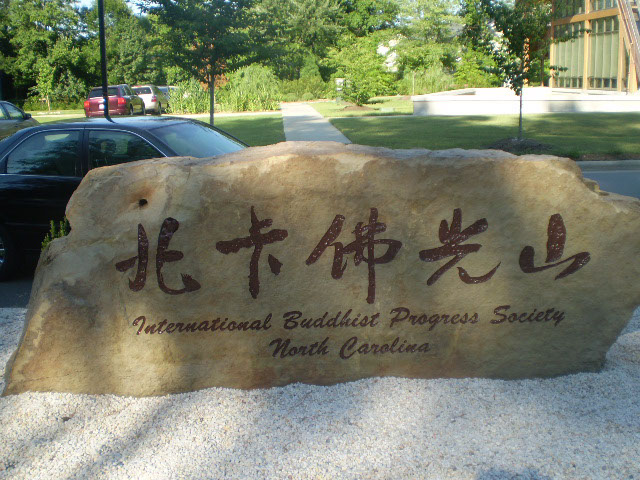 北卡佛光山
International Buddhist Progress Society
North Carolina